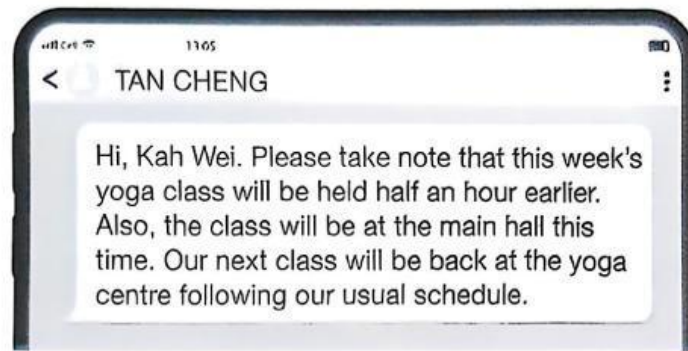 13:05
< TAN CHENG
Hi, Kah Wei. Please take note that this week's
yoga class will be held half an hour earlier.
Also, the class will be at the main hall this
time. Our next class will be back at the yoga
centre following our usual schedule.